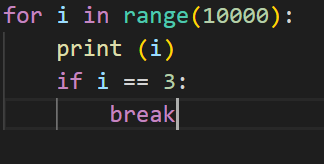 for i in range(10000):
    print (i)
    if i == 3:
        break